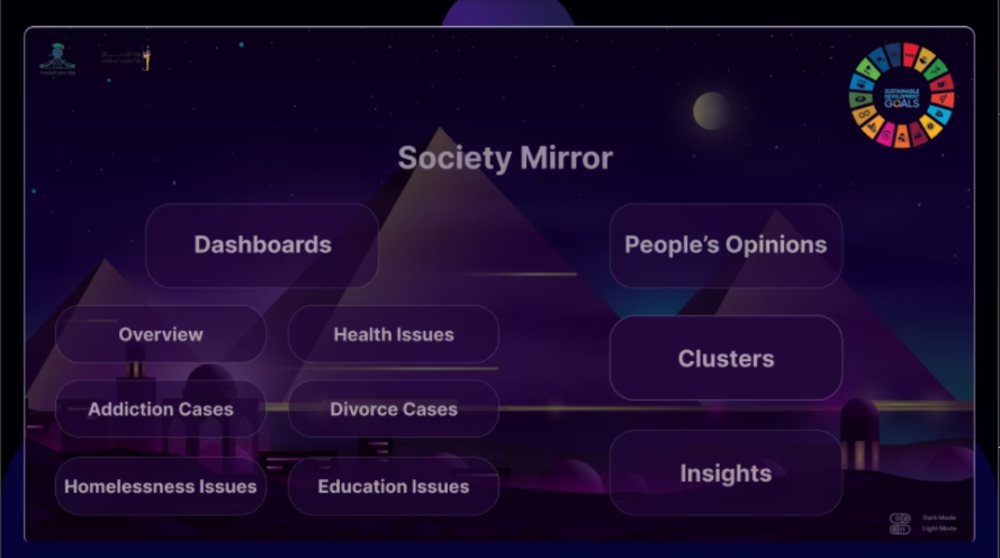 SUSTAINABLE
DEVELOPMENT
GOALS
Society Mirror
Dashboards
People’s Opinions
Overview
Health Issues
Clusters
Addiction Cases
Divorce Cases
Insights
Homelessness Issues
Education Issues
Dark Mode
Light Mode